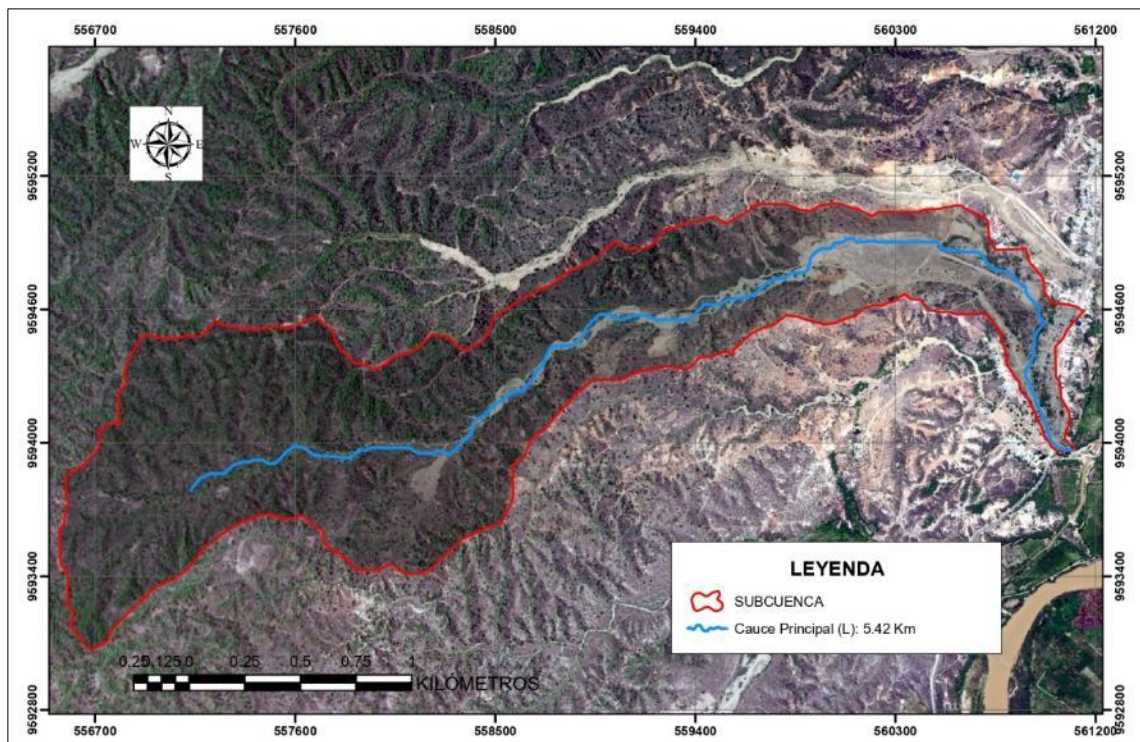 556700 557600 558500 559400 560300 561200
N
W E
S
9595200 9595200
9594600 9594600
9594000 9594000
9593400 9593400
9592800 9592800
LEYENDA
SUBCUENCA
Cauce Principal (L): 5.42 Km
0.25 0.125 0 0.25 0.5 0.75 1
KILÓMETROS
556700 557600 558500 559400 560300 561200